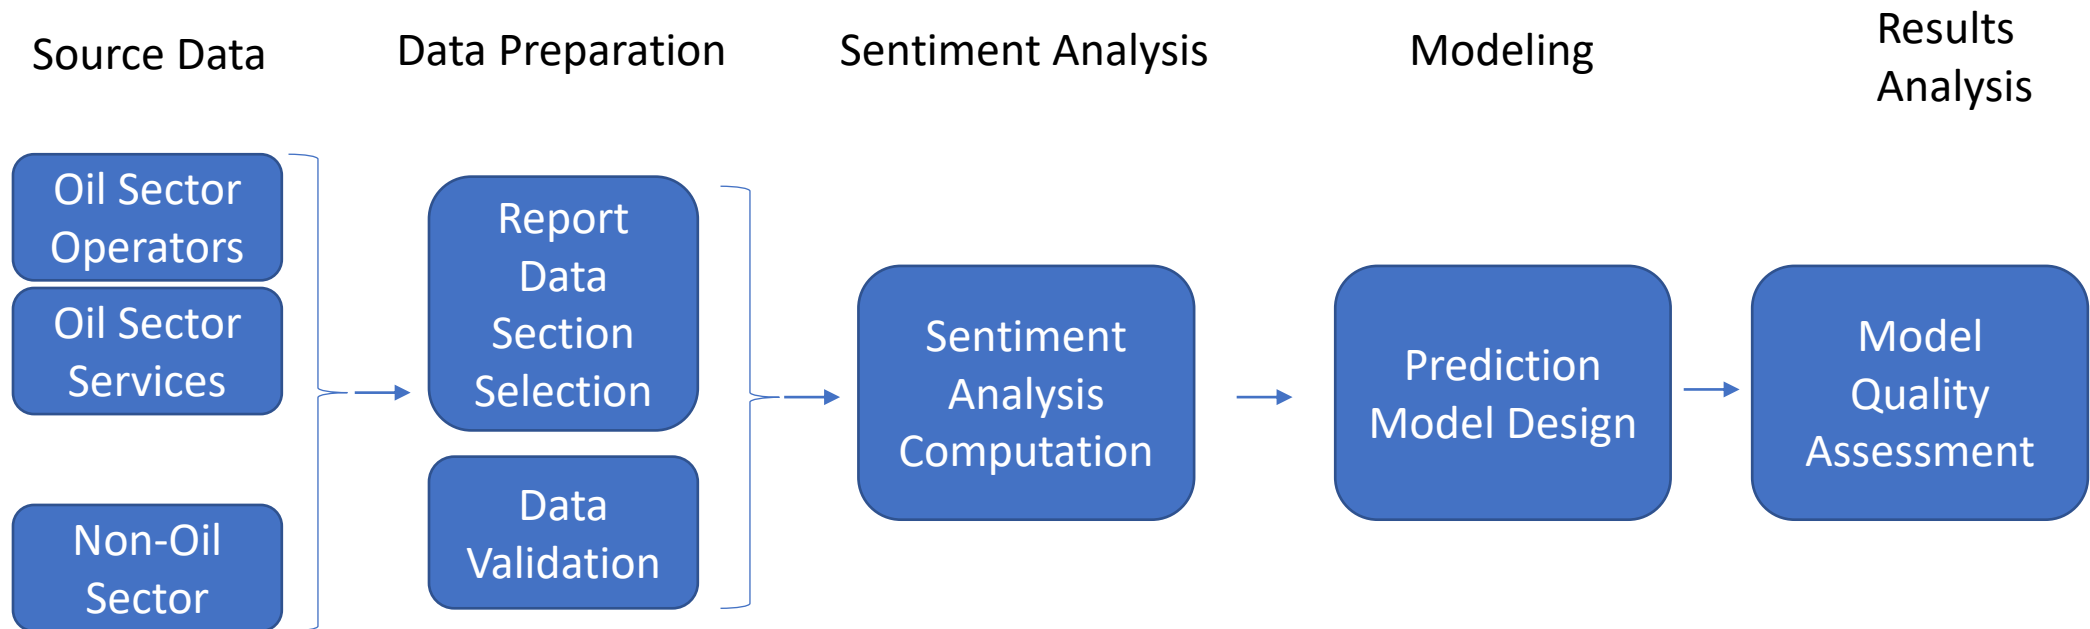 Source Data
Data Preparation
Sentiment Analysis
Modeling
Results
Analysis
Oil Sector
Operators
Oil Sector
Services
Non-Oil
Sector
Report
Data
Section
Selection
Data
Validation
Sentiment
Analysis
Computation
Prediction
Model Design
Model
Quality
Assessment